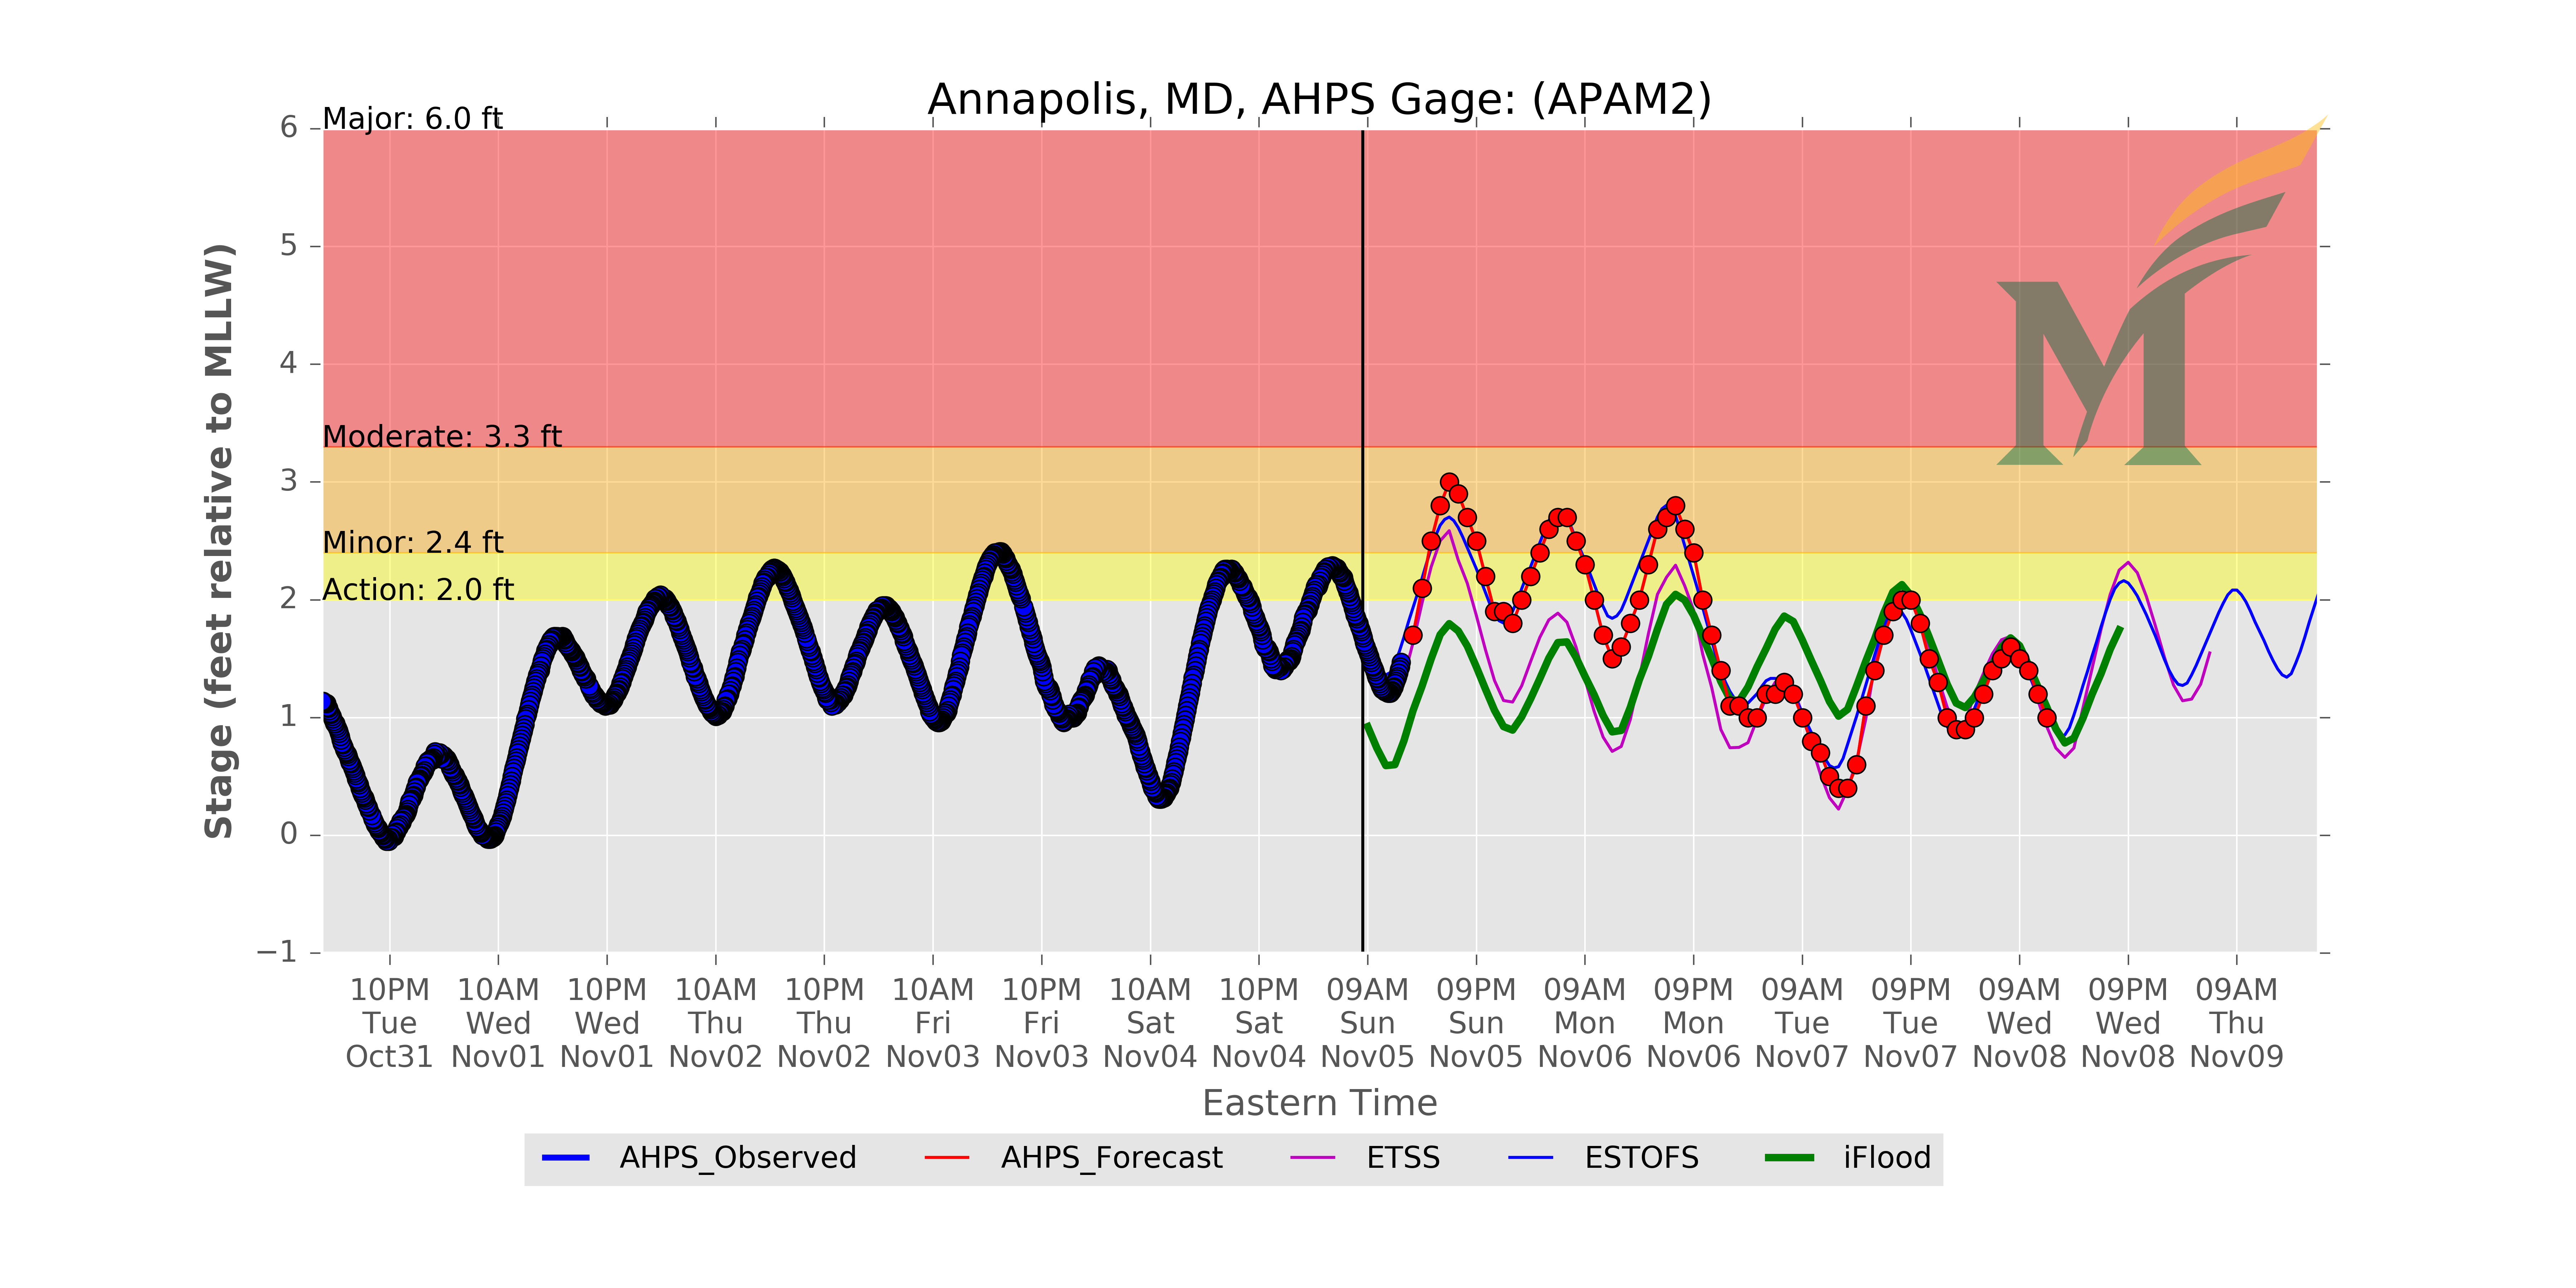 Annapolis, MD, AHPS Gage: (APAM2)
Major: 6.0 ft
Moderate: 3.3 ft
Minor: 2.4 ft
Action: 2.0 ft
6
5
4
3
2
1
0
−1
Stage (feet relative to MLLW)
10PM 10AM 10PM 10AM 10PM 10AM 10PM 10AM 10PM 09AM 09PM 09AM 09PM 09AM 09PM 09AM 09PM 09AM
Tue Wed Wed Thu Thu Fri Fri Sat Sat Sun Sun Mon Mon Tue Tue Wed Wed Thu
Oct31 Nov01 Nov01 Nov02 Nov02 Nov03 Nov03 Nov04 Nov04 Nov05 Nov05 Nov06 Nov06 Nov07 Nov07 Nov08 Nov08 Nov09
Eastern Time
AHPS_Observed AHPS_Forecast ETSS ESTOFS iFlood